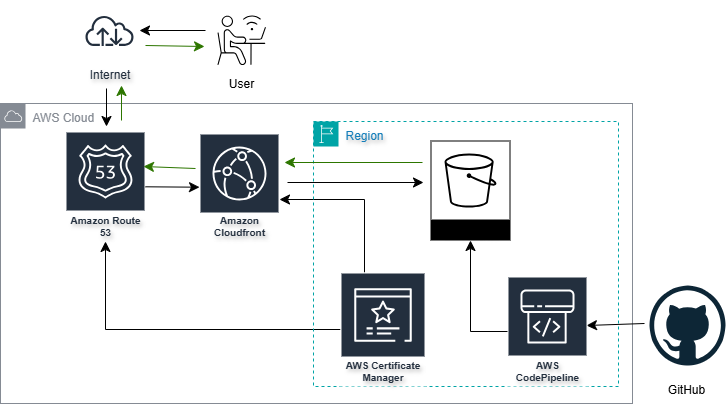 Internet
User
AWS Cloud
Region
53
Amazon Route
53
Amazon
Cloudfront
AWS Certificate
Manager
</>
AWS
CodePipeline
GitHub